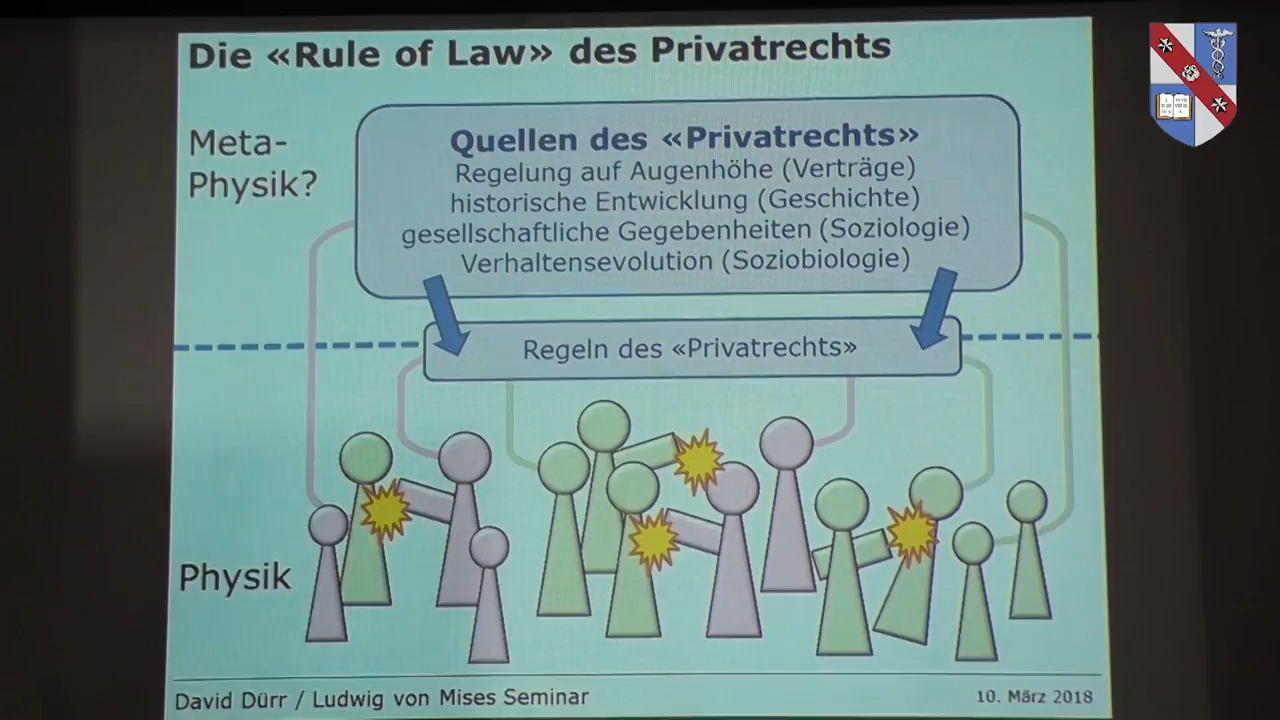 Die «Rule of Law» des Privatrechts
Meta-
Physik?
Quellen des «Privatrechts»
Regelung auf Augenhöhe (Verträge)
historische Entwicklung (Geschichte)
gesellschaftliche Gegebenheiten (Soziologie)
Verhaltensevolution (Soziobiologie)
Regeln des «Privatrechts»
Physik
David Dürr / Ludwig von Mises Seminar
10. März 2018